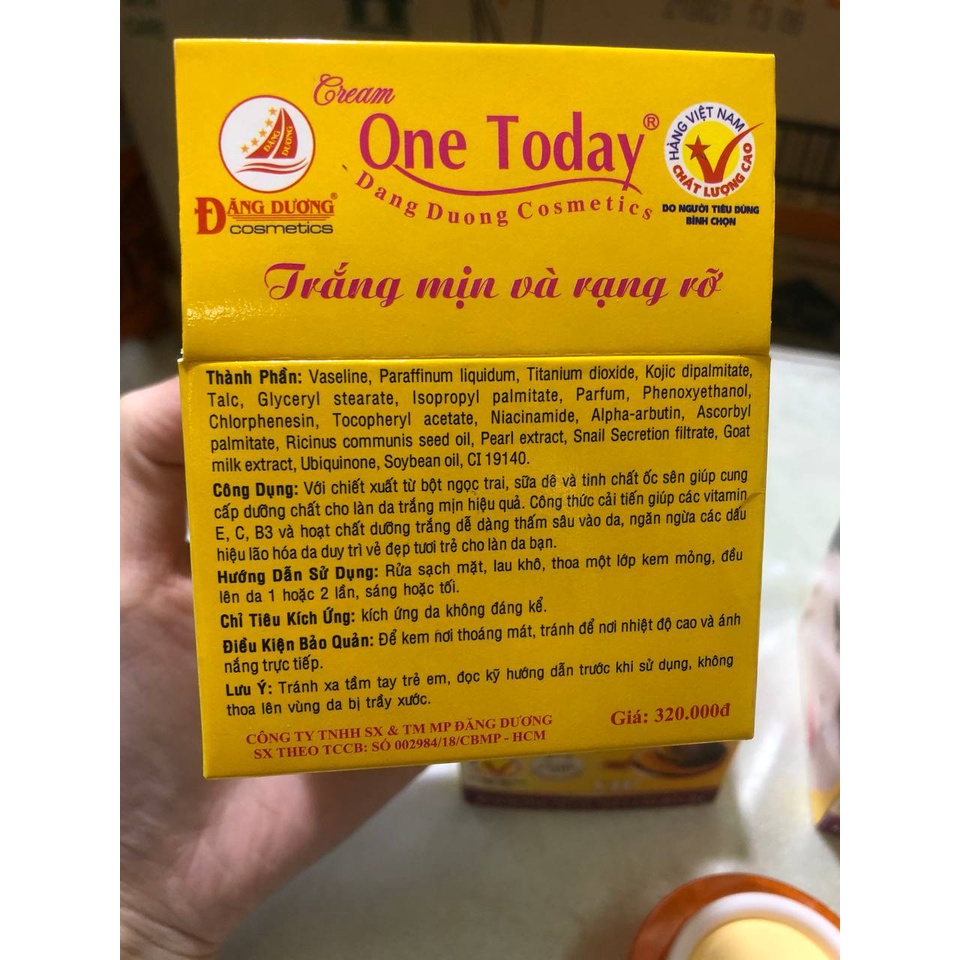 Cream
One Today®
Dang Duong Cosmetics
ĐĂNG DƯƠNG
ĐĂNG DƯƠNG®
cosmetics
HÀNG VIỆT NAM
CHẤT LƯỢNG CAO
DO NGƯỜI TIÊU DÙNG
BÌNH CHỌN
Trắng mịn và rạng rỡ
Thành Phần: Vaseline, Paraffinum liquidum, Titanium dioxide, Kojic dipalmitate,
Talc, Glyceryl stearate, Isopropyl palmitate, Parfum, Phenoxyethanol,
Chlorphenesin, Tocopheryl acetate, Niacinamide, Alpha-arbutin, Ascorbyl
palmitate, Ricinus communis seed oil, Pearl extract, Snail Secretion filtrate, Goat
milk extract, Ubiquinone, Soybean oil, CI 19140.
Công Dụng: Với chiết xuất từ bột ngọc trai, sữa dê và tinh chất ốc sên giúp cung
cấp dưỡng chất cho làn da trắng mịn hiệu quả. Công thức cải tiến giúp các vitamin
E, C, B3 và hoạt chất dưỡng trắng dễ dàng thấm sâu vào da, ngăn ngừa các dấu
hiệu lão hóa da duy trì vẻ đẹp tươi trẻ cho làn da bạn.
Hướng Dẫn Sử Dụng: Rửa sạch mặt, lau khô, thoa một lớp kem mỏng, đều
lên da 1 hoặc 2 lần, sáng hoặc tối.
Chỉ Tiêu Kích Ứng: kích ứng da không đáng kể.
Điều Kiện Bảo Quản: Để kem nơi thoáng mát, tránh để nơi nhiệt độ cao và ánh
nắng trực tiếp.
Lưu Ý: Tránh xa tầm tay trẻ em, đọc kỹ hướng dẫn trước khi sử dụng, không
thoa lên vùng da bị trầy xước.
CÔNG TY TNHH SX & TM MP ĐĂNG DƯƠNG
SX THEO TCCB: SỐ 002984/18/CBMP - HCM
Giá: 320.000đ